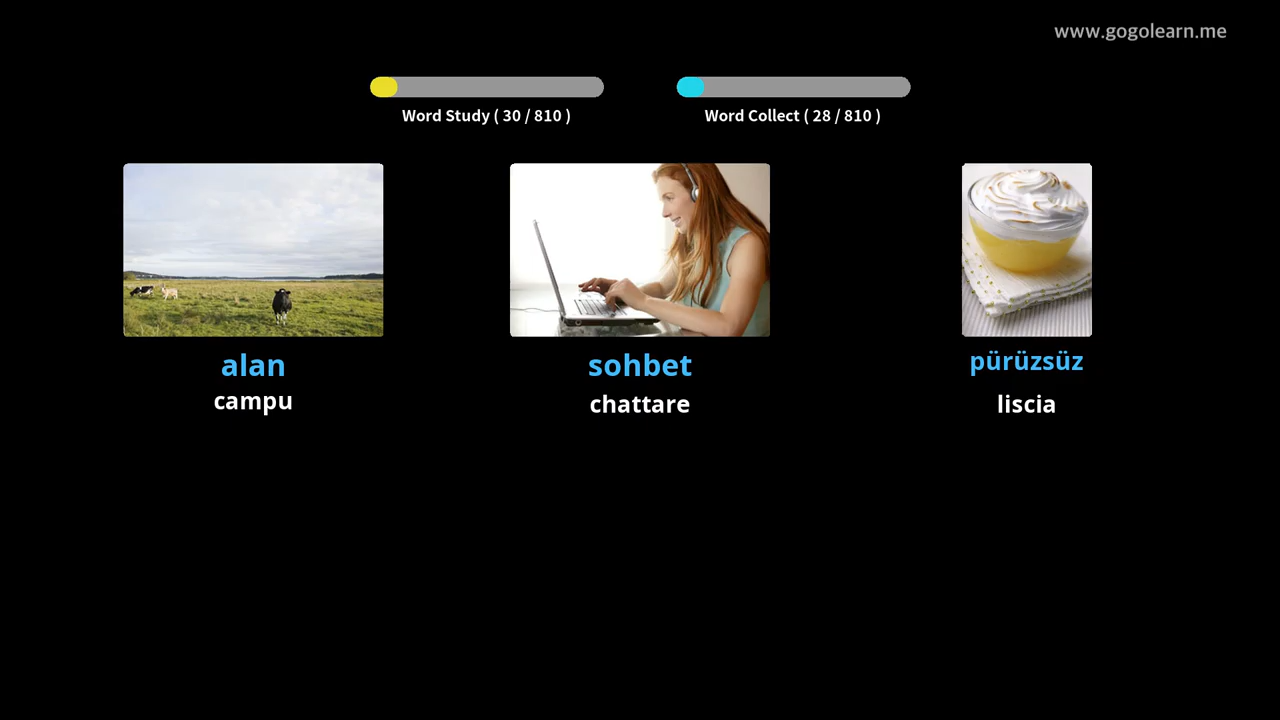 www.gogolearn.me
Word Study ( 30 / 810 )
Word Collect ( 28 / 810 )
alan
campu
sohbet
chattare
pürüzsüz
liscia